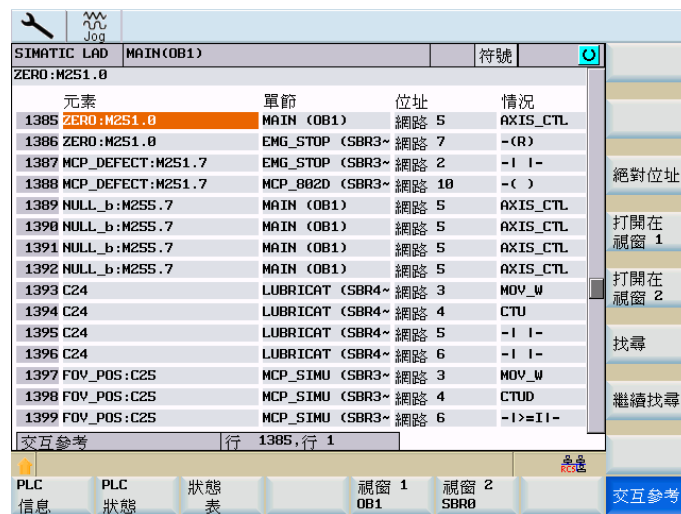 Jog
SIMATIC LAD MAIN(OB1) 符號
ZERO:M251.0
元素 單節 位址 情況
1385 ZERO:M251.0 MAIN (OB1) 網路 5 AXIS_CTL
1386 ZERO:M251.0 EMG_STOP (SBR3~ 網路 7 -(R)
1387 MCP_DEFECT:M251.7 EMG_STOP (SBR3~ 網路 2 -| |-
1388 MCP_DEFECT:M251.7 MCP_802D (SBR3~ 網路 10 -( )
1389 NULL_b:M255.7 MAIN (OB1) 網路 5 AXIS_CTL
1390 NULL_b:M255.7 MAIN (OB1) 網路 5 AXIS_CTL
1391 NULL_b:M255.7 MAIN (OB1) 網路 5 AXIS_CTL
1392 NULL_b:M255.7 MAIN (OB1) 網路 5 AXIS_CTL
1393 C24 LUBRICAT (SBR4~ 網路 3 MOV_W
1394 C24 LUBRICAT (SBR4~ 網路 4 CTU
1395 C24 LUBRICAT (SBR4~ 網路 5 -| |-
1396 C24 LUBRICAT (SBR4~ 網路 6 -| |-
1397 FOV_POS:C25 MCP_SIMU (SBR3~ 網路 3 MOV_W
1398 FOV_POS:C25 MCP_SIMU (SBR3~ 網路 4 CTUD
1399 FOV_POS:C25 MCP_SIMU (SBR3~ 網路 6 -|>=I|-
交互參考 行 1385,行 1
絕對位址
打開在
視窗 1
打開在
視窗 2
找尋
繼續找尋
交互參考
RCS
PLC
信息
PLC
狀態
狀態
表
視窗 1
OB1
視窗 2
SBR0